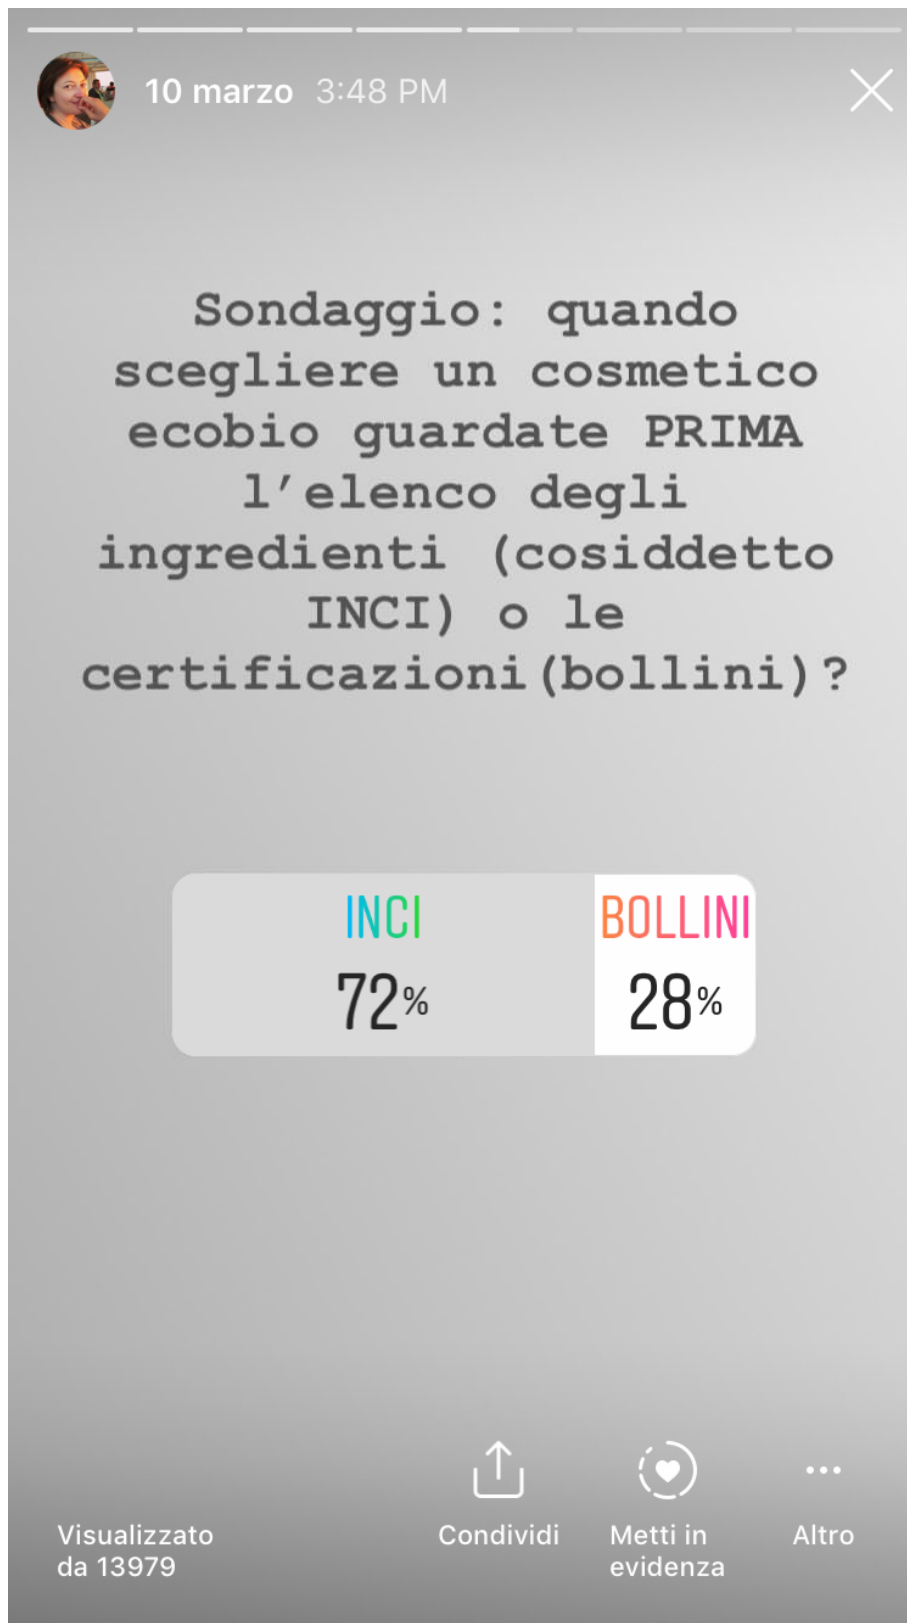 10 marzo 3:48 PM
Sondaggio: quando
scegliere un cosmetico
ecobio guardate PRIMA
l’elenco degli
ingredienti (cosiddetto
INCI) o le
certificazioni(bollini)?
INCI BOLLINI
72% 28%
Visualizzato
da 13979
Condividi
Metti in
evidenza
Altro